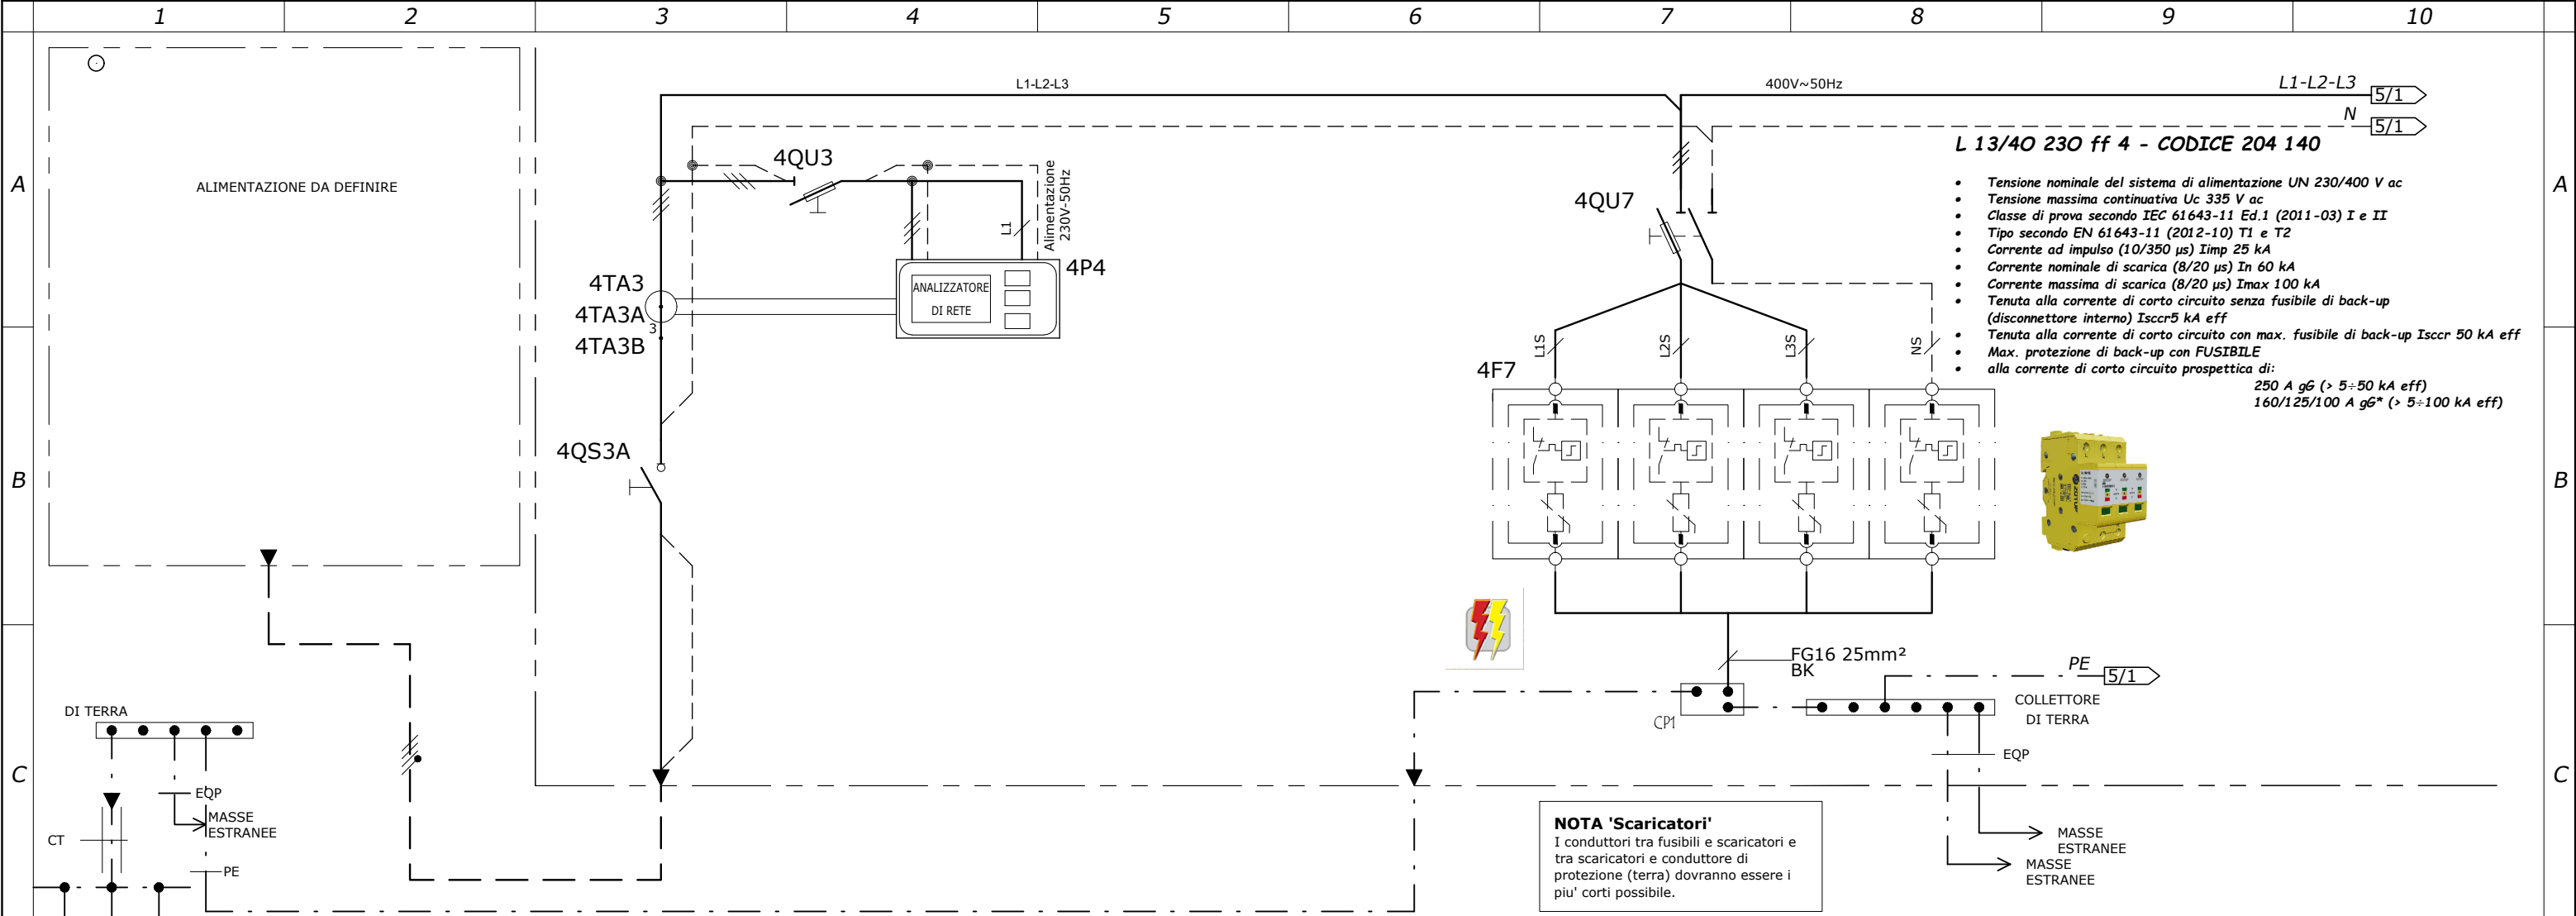 1 2 3 4 5 6 7 8 9 10
A
B
C
A
B
C
ALIMENTAZIONE DA DEFINIRE
L1-L2-L3
400V~50Hz
L1-L2-L3
5/1
N
5/1
4QU3
L1
Alimentazione
230V-50Hz
4P4
ANALIZZATORE
DI RETE
4TA3
4TA3A
3
4TA3B
4QS3A
4QU7
L1S
L2S
L3S
NS
4F7
L 13/40 230 ff 4 - CODICE 204 140
• Tensione nominale del sistema di alimentazione UN 230/400 V ac
• Tensione massima continuativa Uc 335 V ac
• Classe di prova secondo IEC 61643-11 Ed.1 (2011-03) I e II
• Tipo secondo EN 61643-11 (2012-10) T1 e T2
• Corrente ad impulso (10/350 µs) Iimp 25 kA
• Corrente nominale di scarica (8/20 µs) In 60 kA
• Corrente massima di scarica (8/20 µs) Imax 100 kA
• Tenuta alla corrente di corto circuito senza fusibile di back-up
(disconnettore interno) Isccr5 kA eff
• Tenuta alla corrente di corto circuito con max. fusibile di back-up Isccr 50 kA eff
• Max. protezione di back-up con FUSIBILE
• alla corrente di corto circuito prospettica di:
250 A gG (> 5÷50 kA eff)
160/125/100 A gG* (> 5÷100 kA eff)
FG16 25mm²
BK
CP1
PE
5/1
COLLETTORE
DI TERRA
EQP
MASSE
ESTRANEE
MASSE
ESTRANEE
DI TERRA
EQP
MASSE
ESTRANEE
CT
PE
NOTA 'Scaricatori'
I conduttori tra fusibili e scaricatori e
tra scaricatori e conduttore di
protezione (terra) dovranno essere i
piu' corti possibile.